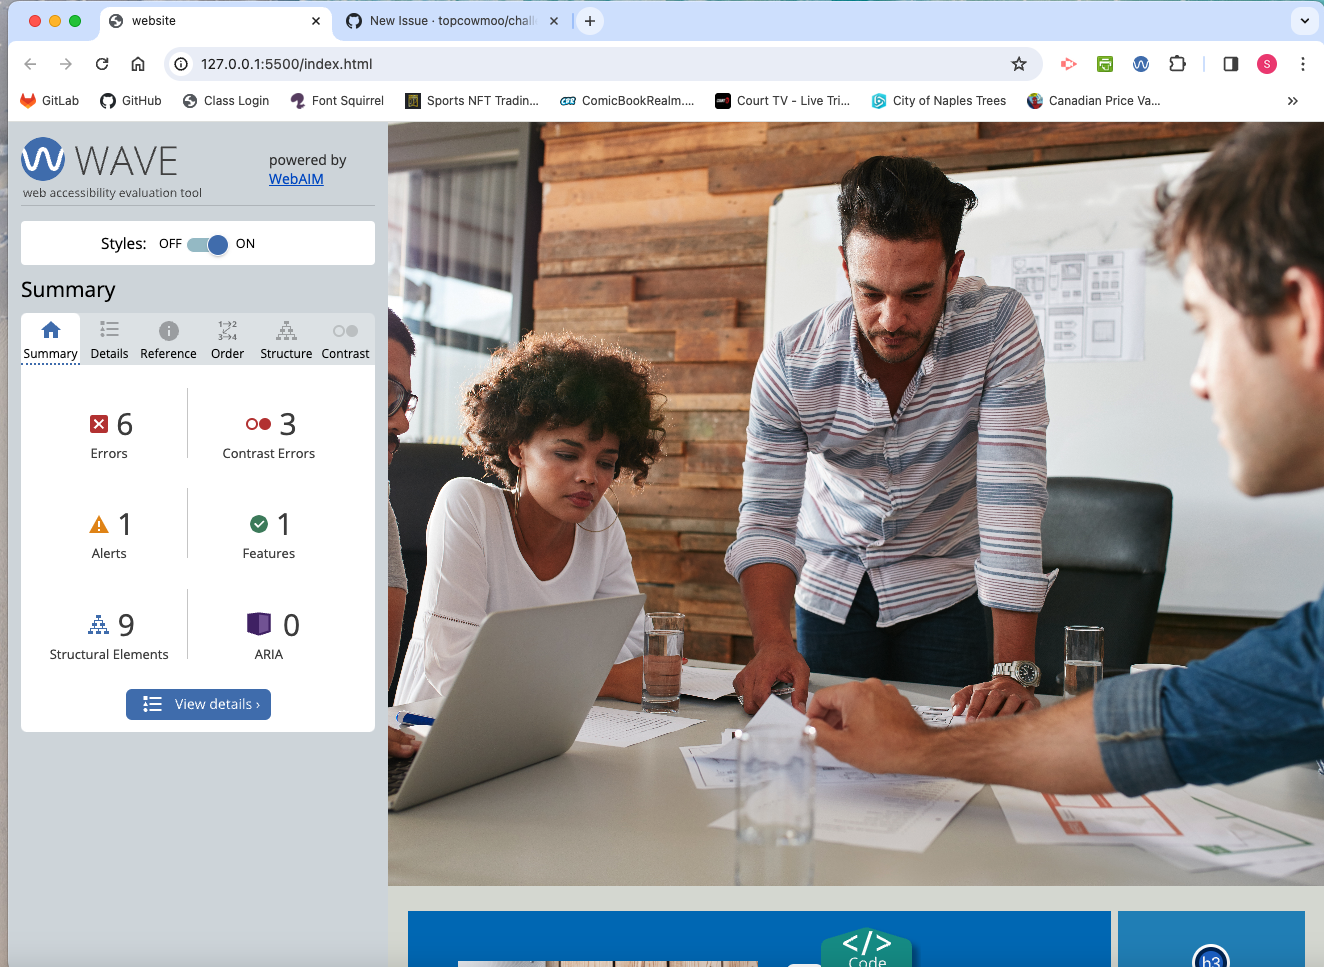 website
New Issue · topcowmoo/chall
127.0.0.1:5500/index.html
S
GitLab
GitHub
Class Login
Font Squirrel
Sports NFT Tradin...
ComicBookRealm....
Court TV - Live Tri...
City of Naples Trees
Canadian Price Va...
WAVE
web accessibility evaluation tool
powered by
WebAIM
Styles: OFF ON
Summary
Summary
Details
Reference
Order
Structure
Contrast
6
Errors
3
Contrast Errors
1
Alerts
1
Features
9
Structural Elements
0
ARIA
View details ›
</>
Code
h3